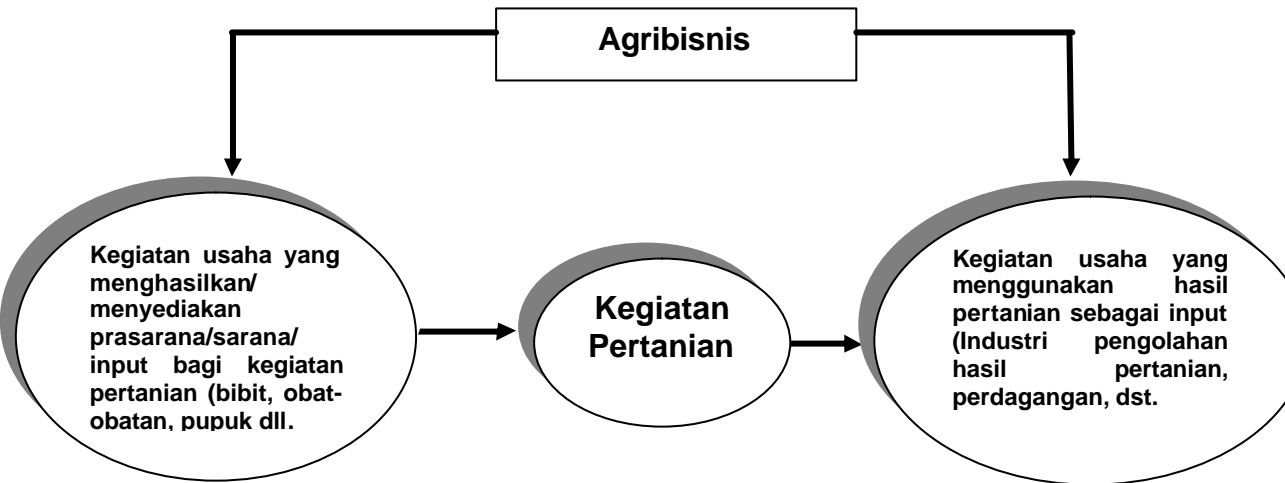 Agribisnis
Kegiatan usaha yang
menghasilkan/
menyediakan
prasarana/sarana/
input bagi kegiatan
pertanian (bibit, obat-
obatan, pupuk dll.
Kegiatan
Pertanian
Kegiatan usaha yang
menggunakan hasil
pertanian sebagai input
(Industri pengolahan
hasil pertanian,
perdagangan, dst.